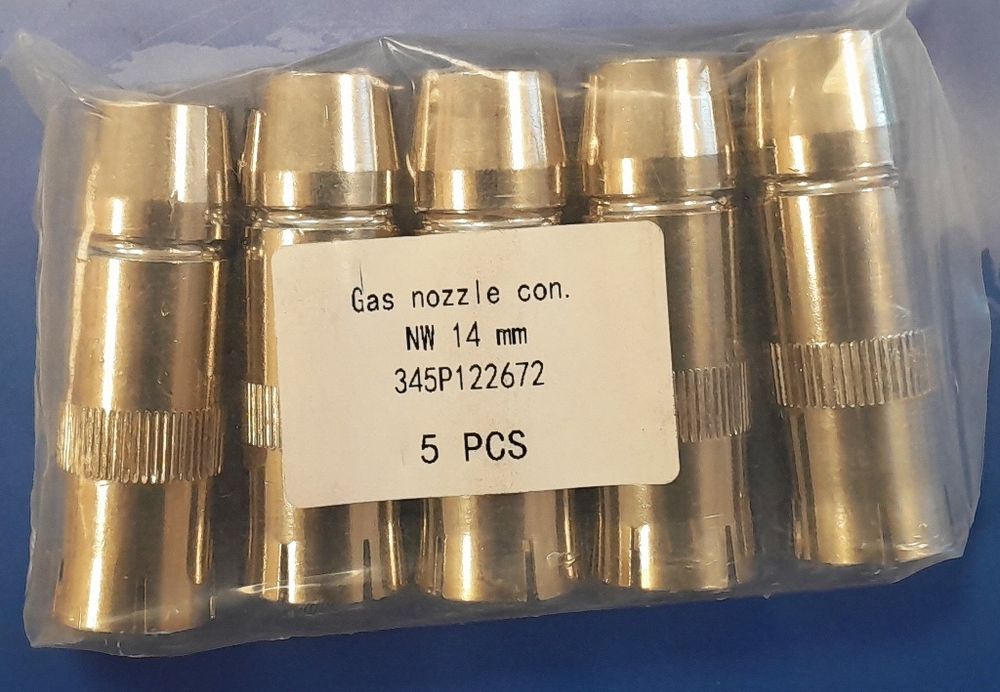 Gas nozzle con.
NW 14 mm
345P122672
5 PCS